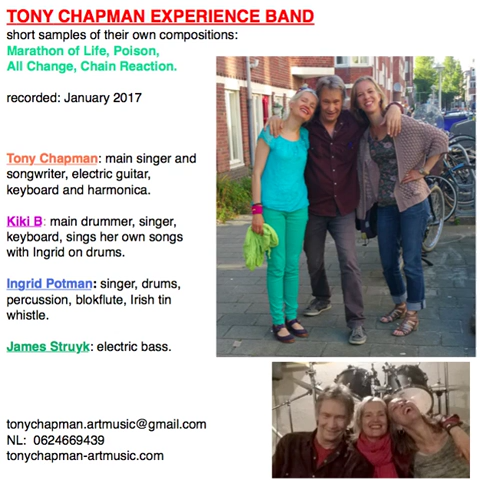 TONY CHAPMAN EXPERIENCE BAND
short samples of their own compositions:
Marathon of Life, Poison,
All Change, Chain Reaction.
recorded: January 2017
Tony Chapman: main singer and
songwriter, electric guitar,
keyboard and harmonica.
Kiki B: main drummer, singer,
keyboard, sings her own songs
with Ingrid on drums.
Ingrid Potman: singer, drums,
percussion, blokflute, Irish tin
whistle.
James Struyk: electric bass.
tonychapman.artmusic@gmail.com
NL:  0624669439
tonychapman-artmusic.com